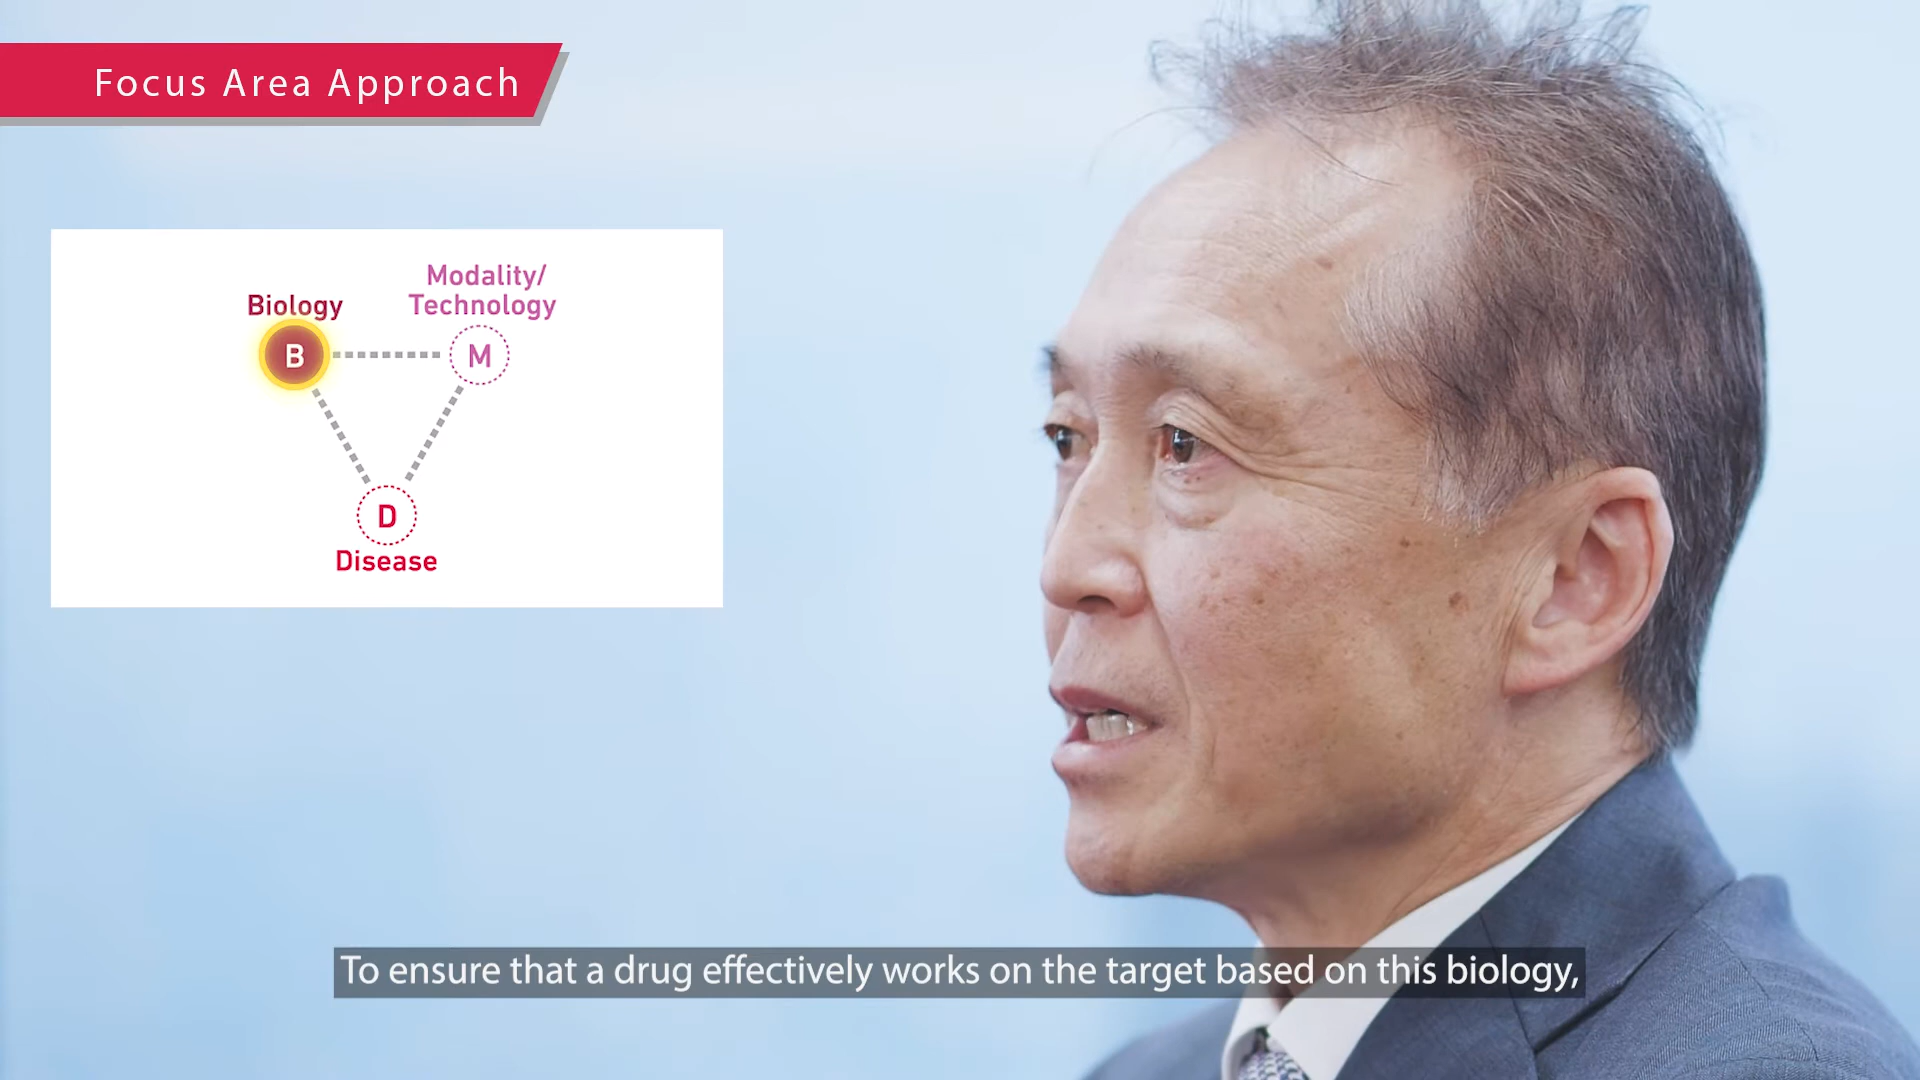 Focus Area Approach
Modality/
Technology
Biology
B
M
D
Disease
To ensure that a drug effectively works on the target based on this biology,